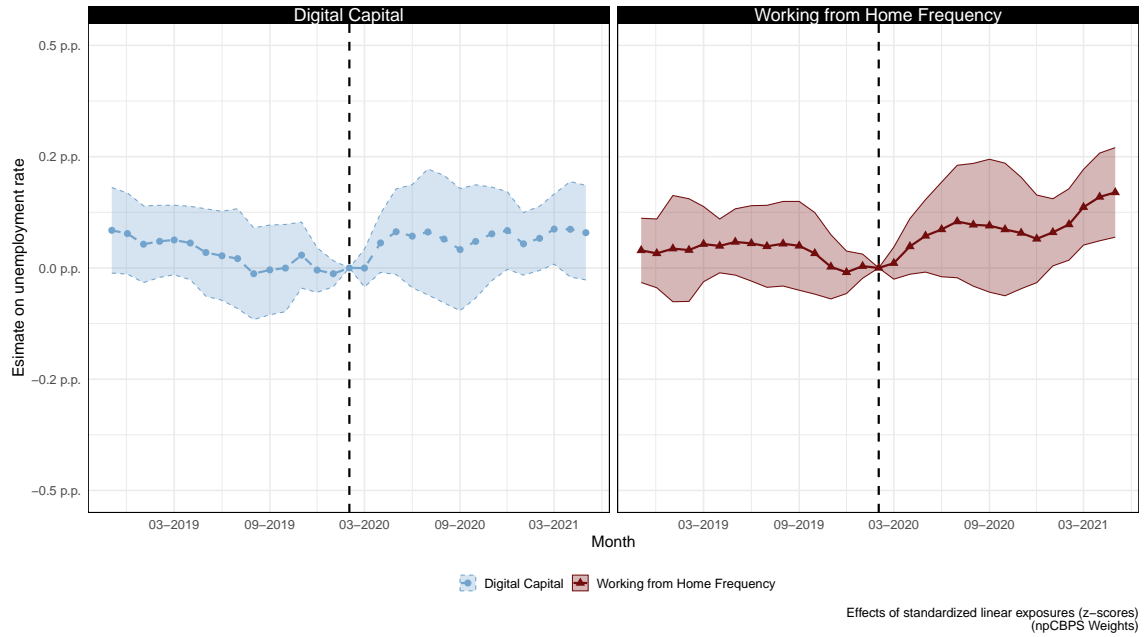 Digital Capital
Working from Home Frequency
Esimate on unemployment rate
0.5 p.p.
0.2 p.p.
0.0 p.p.
−0.2 p.p.
−0.5 p.p.
03−2019
09−2019
03−2020
09−2020
03−2021
03−2019
09−2019
03−2020
09−2020
03−2021
Month
Digital Capital
Working from Home Frequency
Effects of standardized linear exposures (z−scores)
(npCBPS Weights)